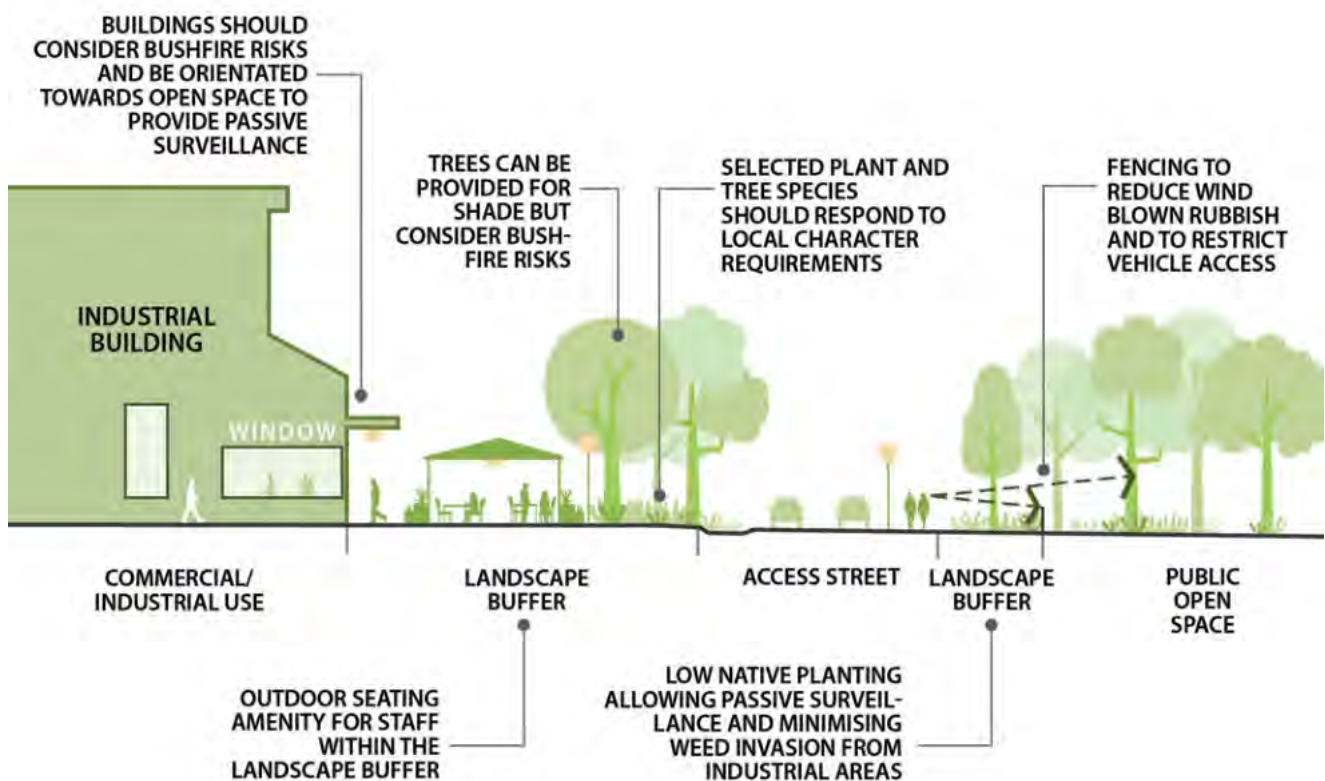 BUILDINGS SHOULD
CONSIDER BUSHFIRE RISKS
AND BE ORIENTATED
TOWARDS OPEN SPACE TO
PROVIDE PASSIVE
SURVEILLANCE
TREES CAN BE
PROVIDED FOR
SHADE BUT
CONSIDER BUSH-
FIRE RISKS
SELECTED PLANT AND
TREE SPECIES
SHOULD RESPOND TO
LOCAL CHARACTER
REQUIREMENTS
FENCING TO
REDUCE WIND
BLOWN RUBBISH
AND TO RESTRICT
VEHICLE ACCESS
INDUSTRIAL
BUILDING
WINDOW
COMMERCIAL/
INDUSTRIAL USE
LANDSCAPE
BUFFER
ACCESS STREET
LANDSCAPE
BUFFER
PUBLIC
OPEN
SPACE
OUTDOOR SEATING
AMENITY FOR STAFF
WITHIN THE
LANDSCAPE BUFFER
LOW NATIVE PLANTING
ALLOWING PASSIVE SURVEIL-
LANCE AND MINIMISING
WEED INVASION FROM
INDUSTRIAL AREAS